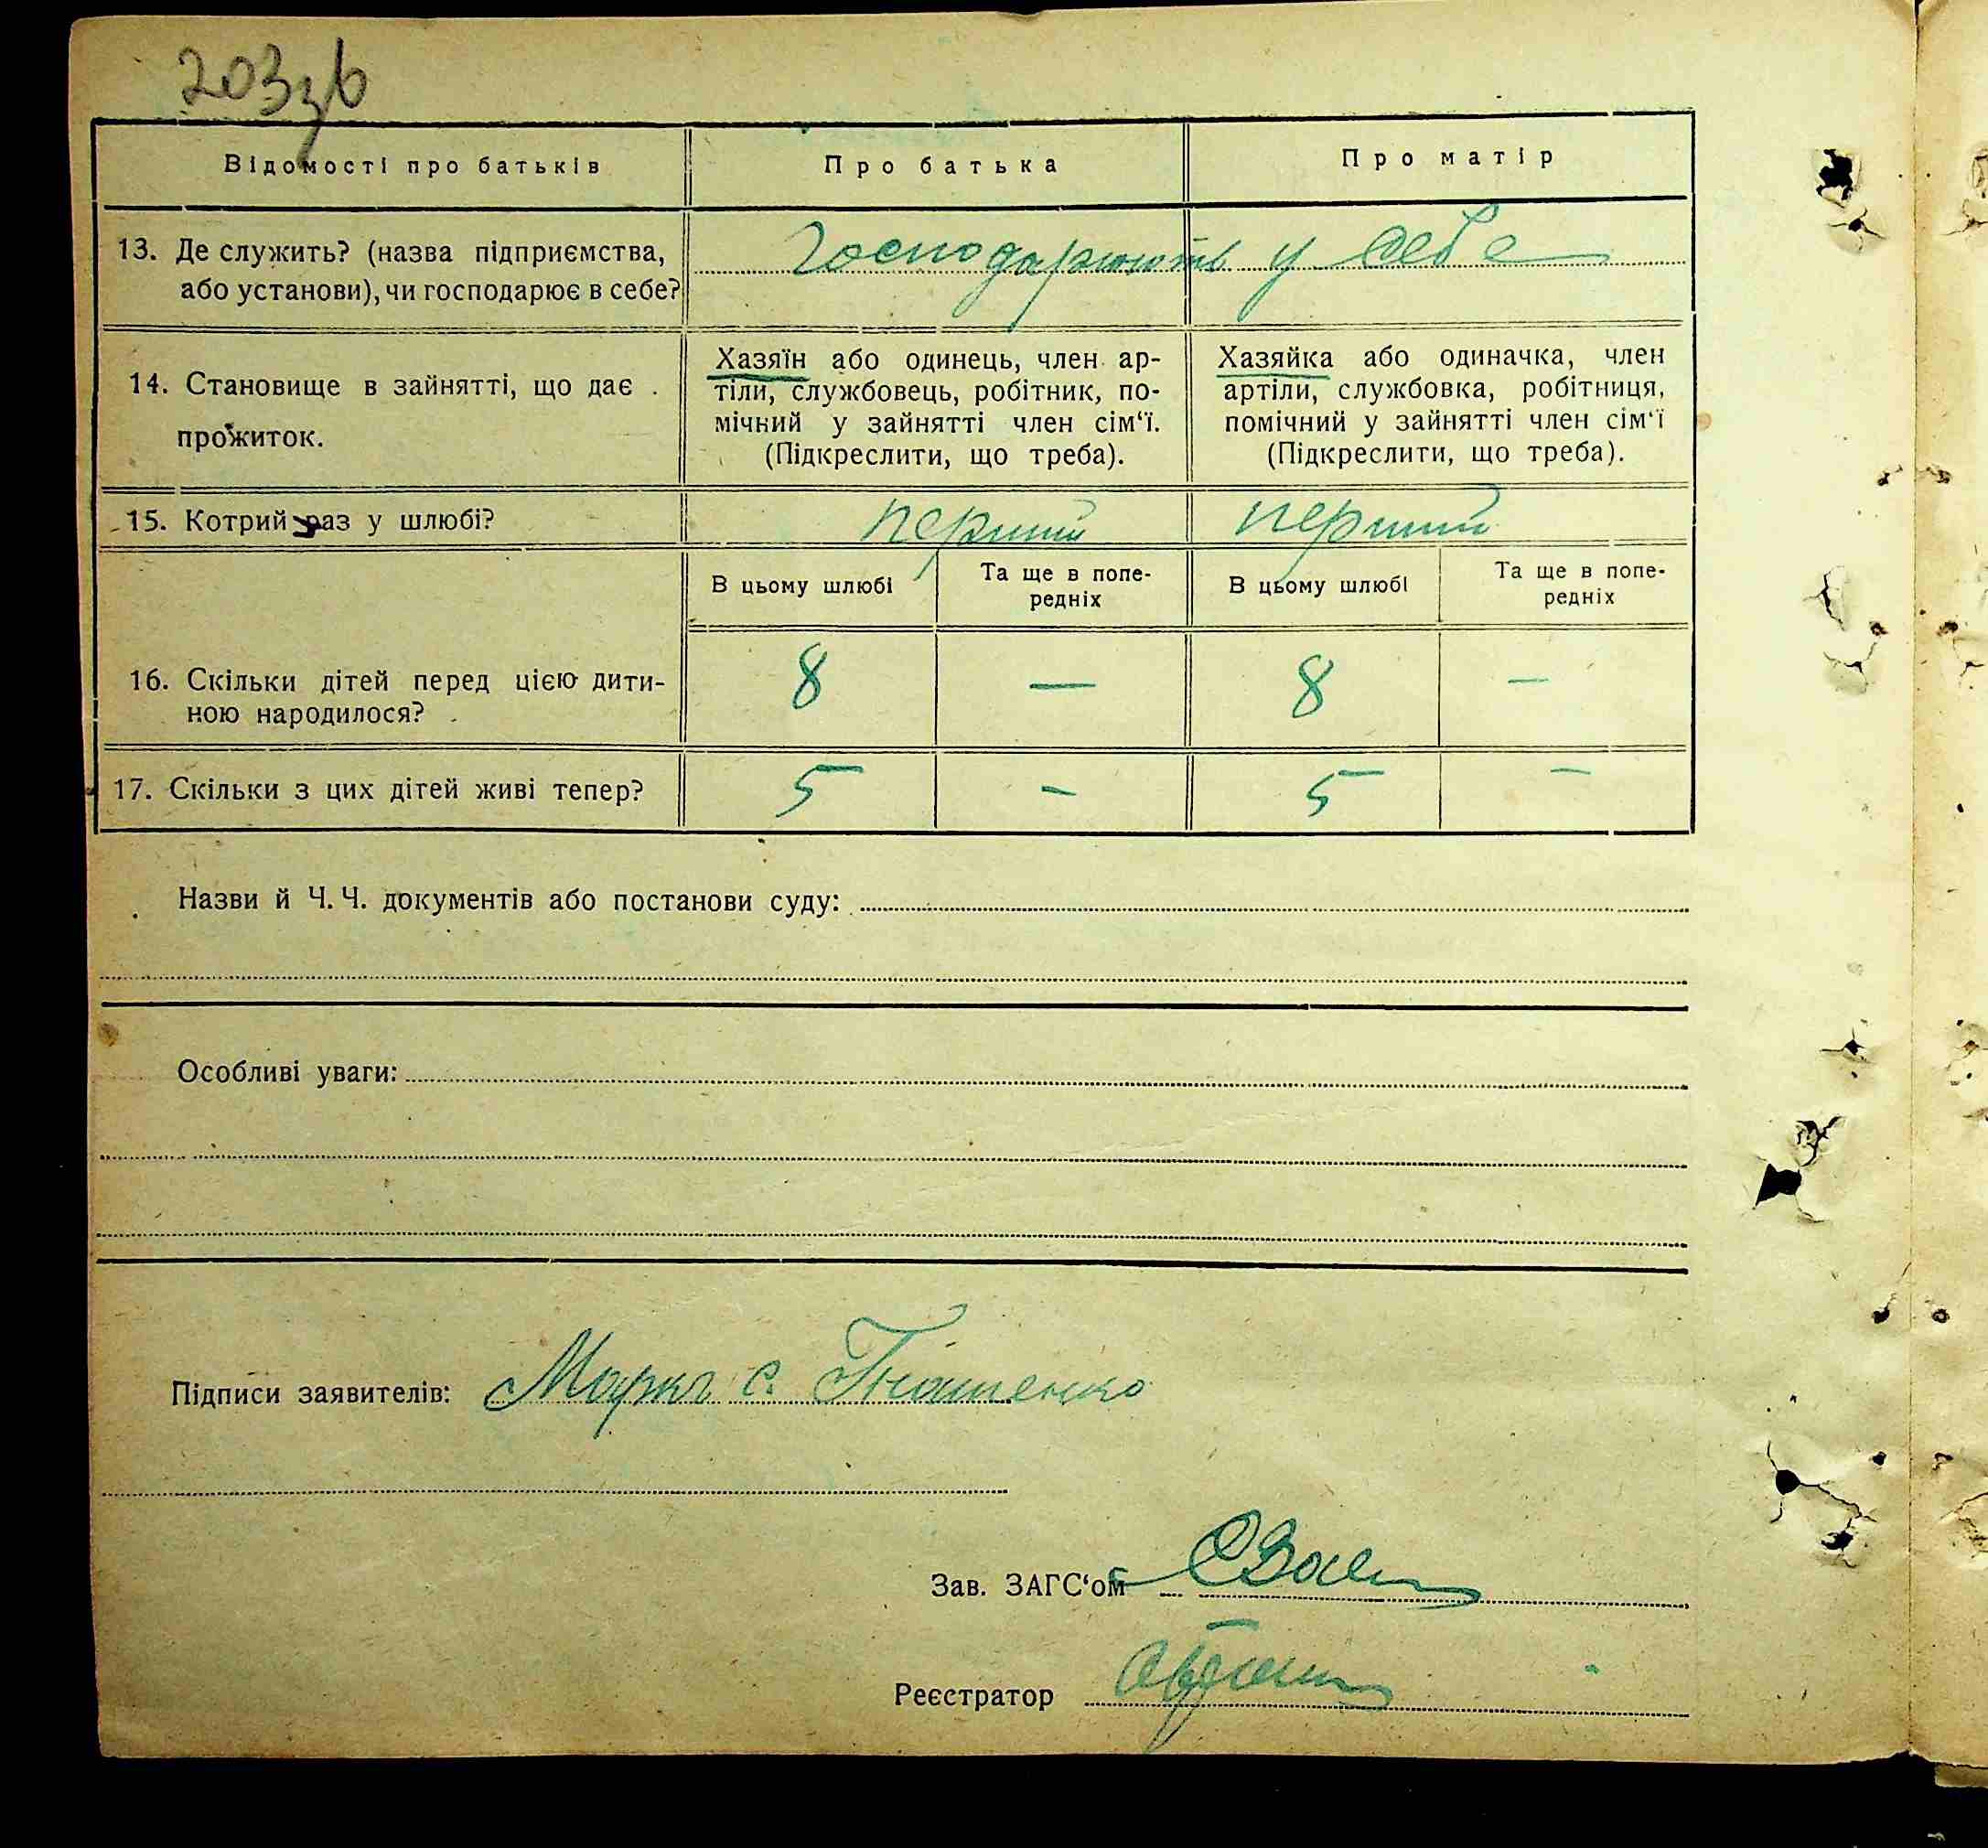 203зв
Відомості про батьків Про батька Про матір
13. Де служить? (назва підприємства, або установи), чи господарює в себе? Господарюють у себе
14. Становище в зайнятті, що дає прожиток.
Хазяїн або одинець, член ар-
тіли, службовець, робітник, по-
мічний у зайнятті член сім‘ї.
(Підкреслити, що треба).
Хазяйка або одиначка, член
артіли, службовка, робітниця,
помічний у зайнятті член сім‘ї
(Підкреслити, що треба).
15. Котрий раз у шлюбі? перший перший
В цьому шлюбі Та ще в попе-
редніх В цьому шлюбі Та ще в попе-
редніх
16. Скільки дітей перед цією дити-
ною народилося? 8 — 8 —
17. Скільки з цих дітей живі тепер? 5 - 5 -
Назви й Ч. Ч. документів або постанови суду:
Особливі уваги:
Підписи заявителів: Марко с. Гнатенко
Зав. ЗАГС‘ом
Реєстратор